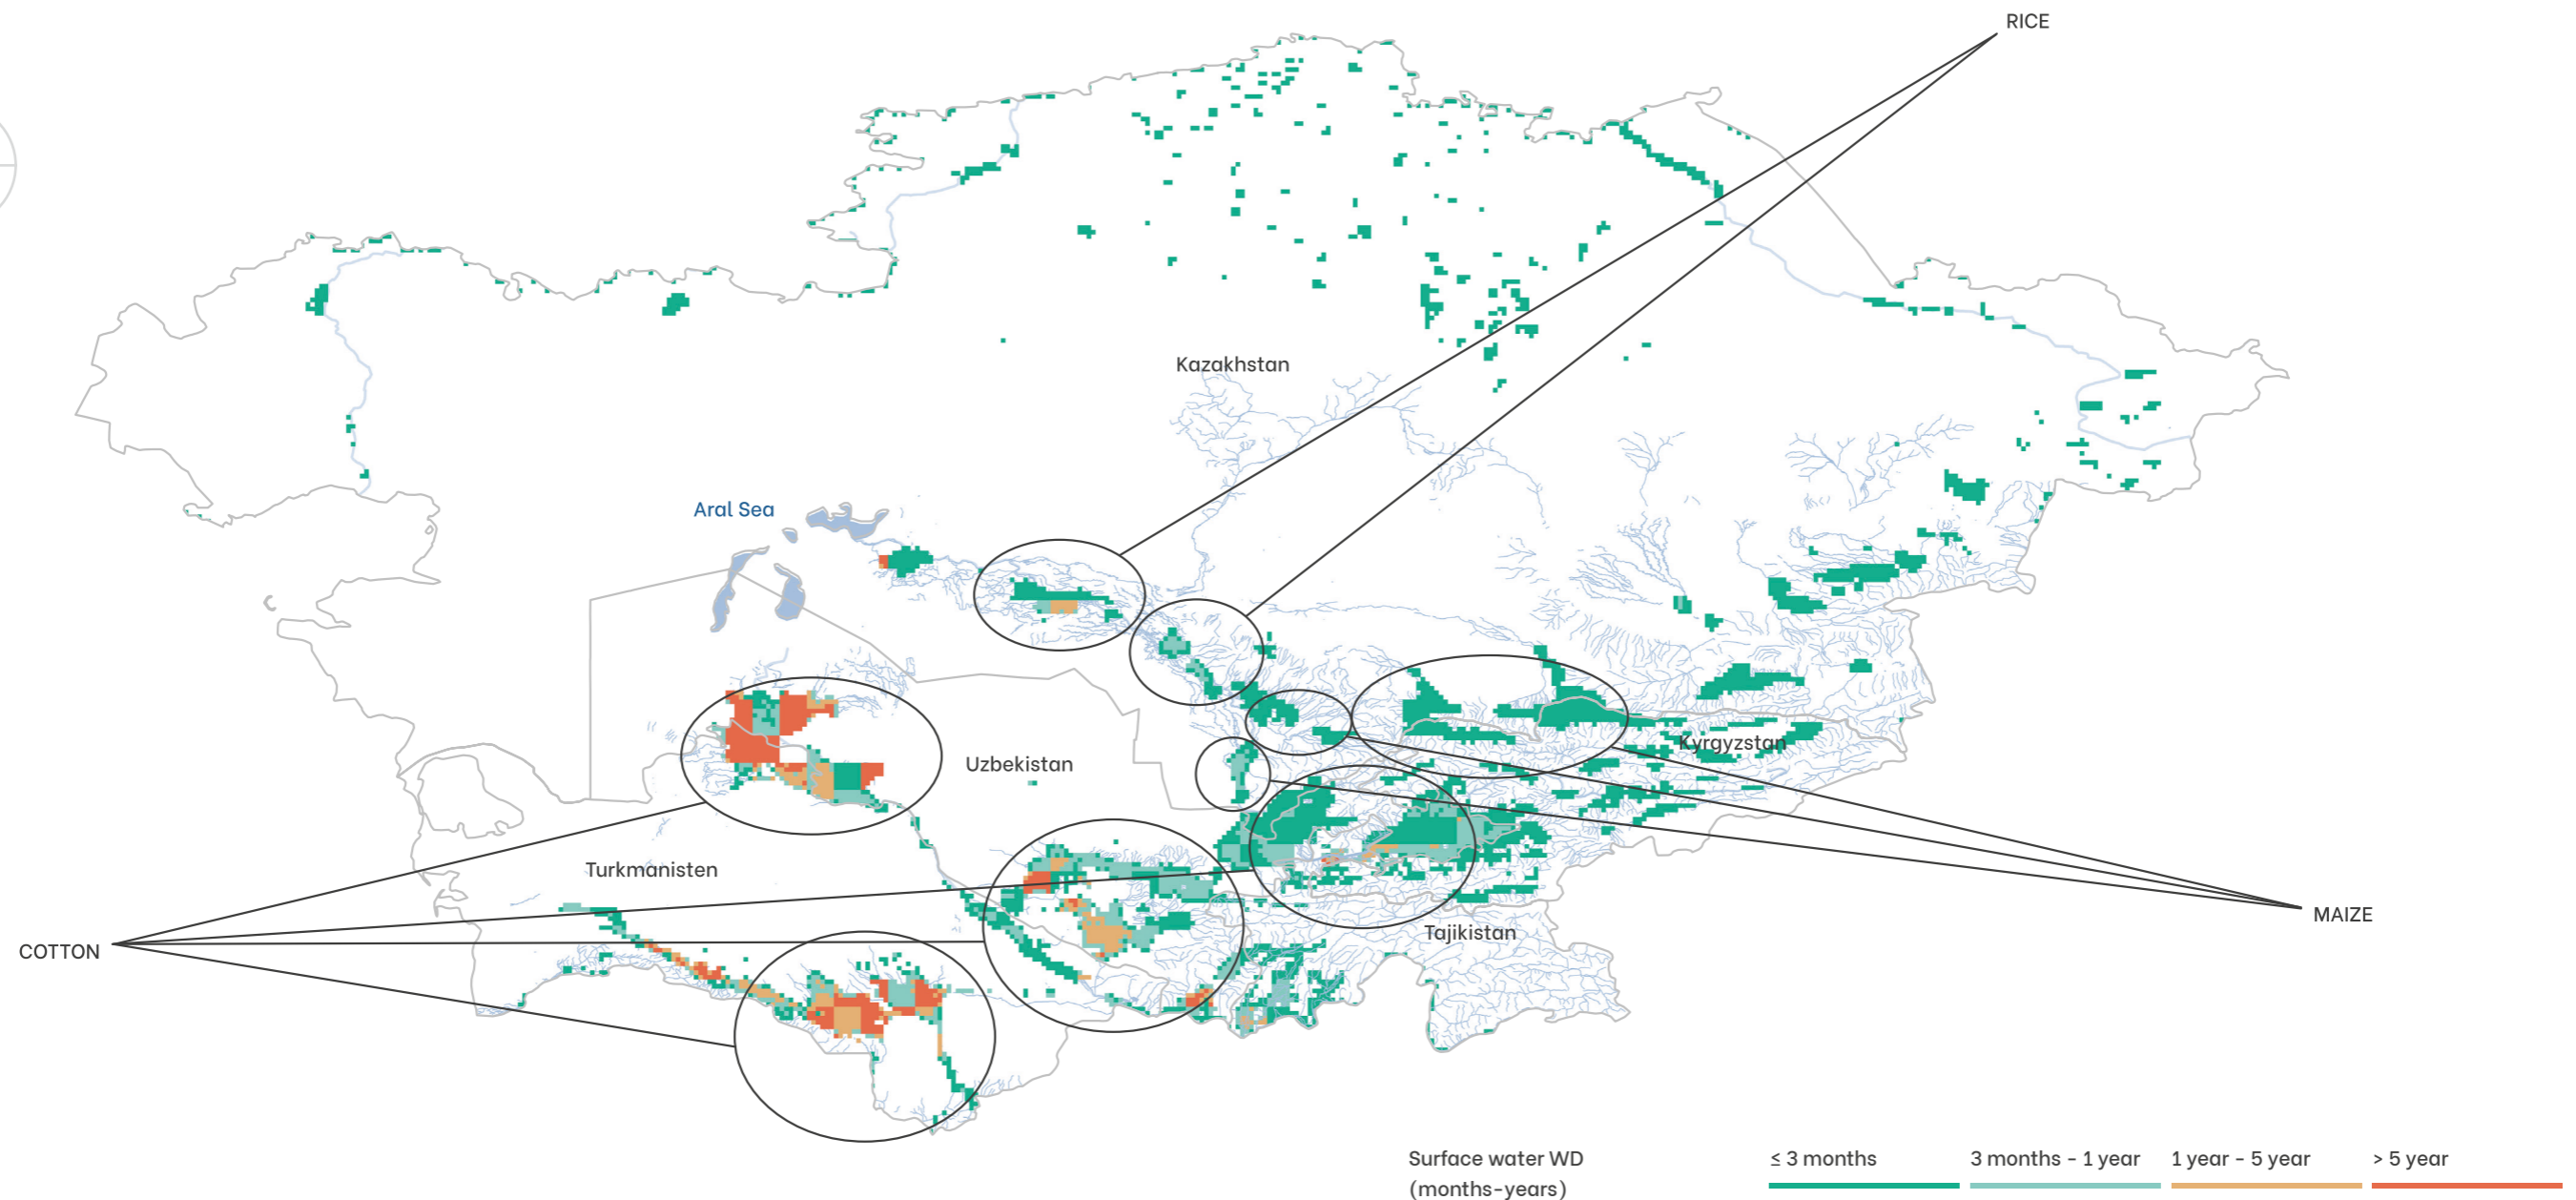 RICE
Kazakhstan
Aral Sea
Kyrgyzstan
Uzbekistan
Turkmanisten
MAIZE
Tajikistan
COTTON
Surface water WD
(months-years)
≤ 3 months
3 months - 1 year
1 year - 5 year
> 5 year